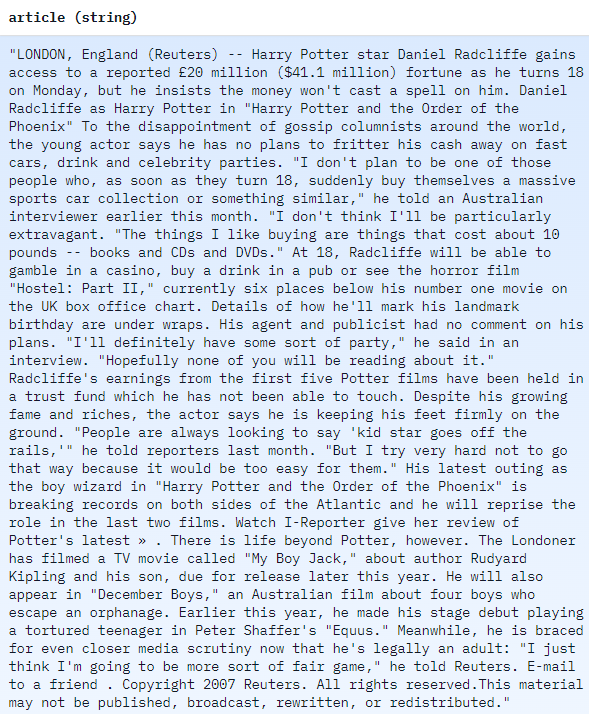 article (string)
"LONDON, England (Reuters) -- Harry Potter star Daniel Radcliffe gains
access to a reported £20 million ($41.1 million) fortune as he turns 18
on Monday, but he insists the money won't cast a spell on him. Daniel
Radcliffe as Harry Potter in "Harry Potter and the Order of the
Phoenix" To the disappointment of gossip columnists around the world,
the young actor says he has no plans to fritter his cash away on fast
cars, drink and celebrity parties. "I don't plan to be one of those
people who, as soon as they turn 18, suddenly buy themselves a massive
sports car collection or something similar," he told an Australian
interviewer earlier this month. "I don't think I'll be particularly
extravagant. "The things I like buying are things that cost about 10
pounds -- books and CDs and DVDs." At 18, Radcliffe will be able to
gamble in a casino, buy a drink in a pub or see the horror film
"Hostel: Part II," currently six places below his number one movie on
the UK box office chart. Details of how he'll mark his landmark
birthday are under wraps. His agent and publicist had no comment on his
plans. "I'll definitely have some sort of party," he said in an
interview. "Hopefully none of you will be reading about it."
Radcliffe's earnings from the first five Potter films have been held in
a trust fund which he has not been able to touch. Despite his growing
fame and riches, the actor says he is keeping his feet firmly on the
ground. "People are always looking to say 'kid star goes off the
rails,'" he told reporters last month. "But I try very hard not to go
that way because it would be too easy for them." His latest outing as
the boy wizard in "Harry Potter and the Order of the Phoenix" is
breaking records on both sides of the Atlantic and he will reprise the
role in the last two films. Watch I-Reporter give her review of
Potter's latest » . There is life beyond Potter, however. The Londoner
has filmed a TV movie called "My Boy Jack," about author Rudyard
Kipling and his son, due for release later this year. He will also
appear in "December Boys," an Australian film about four boys who
escape an orphanage. Earlier this year, he made his stage debut playing
a tortured teenager in Peter Shaffer's "Equus." Meanwhile, he is braced
for even closer media scrutiny now that he's legally an adult: "I just
think I'm going to be more sort of fair game," he told Reuters. E-mail
to a friend . Copyright 2007 Reuters. All rights reserved.This material
may not be published, broadcast, rewritten, or redistributed."